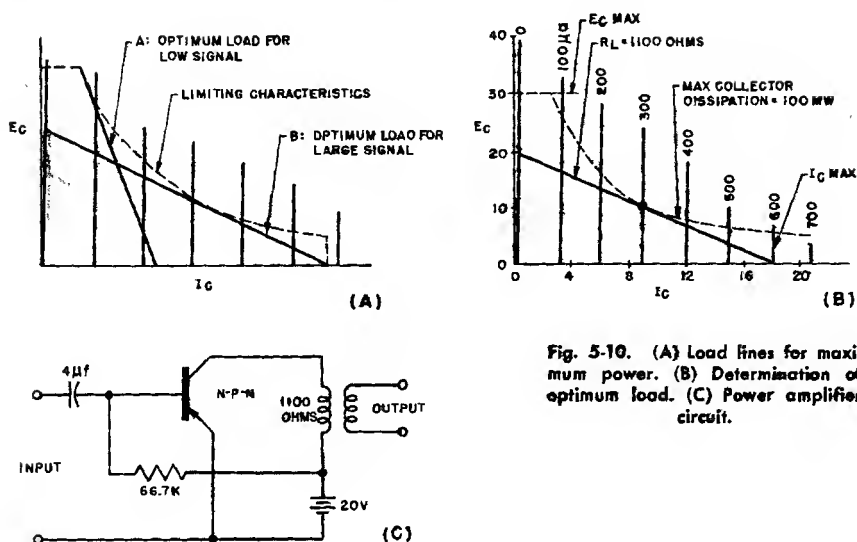 A: OPTIMUM LOAD FOR
LOW SIGNAL
LIMITING CHARACTERISTICS
B: OPTIMUM LOAD FOR
LARGE SIGNAL
EC
IC
(A)
40
30
20
10
0
EC
0
100 μa
200
300
400
500
600
700
EC MAX
RL = 1100 OHMS
MAX COLLECTOR
DISSIPATION = 100 MW
IC MAX
0 4 8 12 16 20
IC
(B)
4μf
N-P-N
1100
OHMS
OUTPUT
INPUT
66.7K
20V
(C)
Fig. 5-10. (A) Load lines for maxi-
mum power. (B) Determination of
optimum load. (C) Power amplifier
circuit.